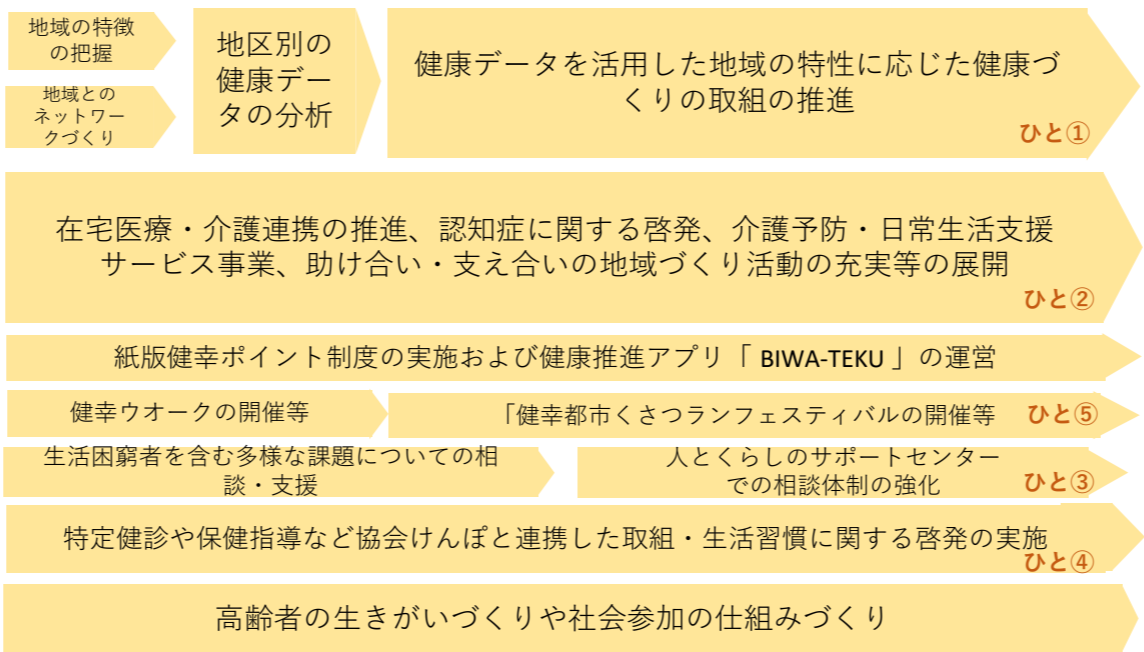 地域の特徴
の把握
地域との
ネットワー
クづくり
地区別の
健康デー
タの分析
健康データを活用した地域の特性に応じた健康づ
くりの取組の推進
ひと①
在宅医療・介護連携の推進、認知症に関する啓発、介護予防・日常生活支援
サービス事業、助け合い・支え合いの地域づくり活動の充実等の展開
ひと②
紙版健幸ポイント制度の実施および健康推進アプリ「 BIWA-TEKU 」の運営
健幸ウオークの開催等
「健幸都市くさつランフェスティバルの開催等
ひと⑤
生活困窮者を含む多様な課題についての相
談・支援
人とくらしのサポートセンター
での相談体制の強化
ひと③
特定健診や保健指導など協会けんぽと連携した取組・生活習慣に関する啓発の実施
ひと④
高齢者の生きがいづくりや社会参加の仕組みづくり